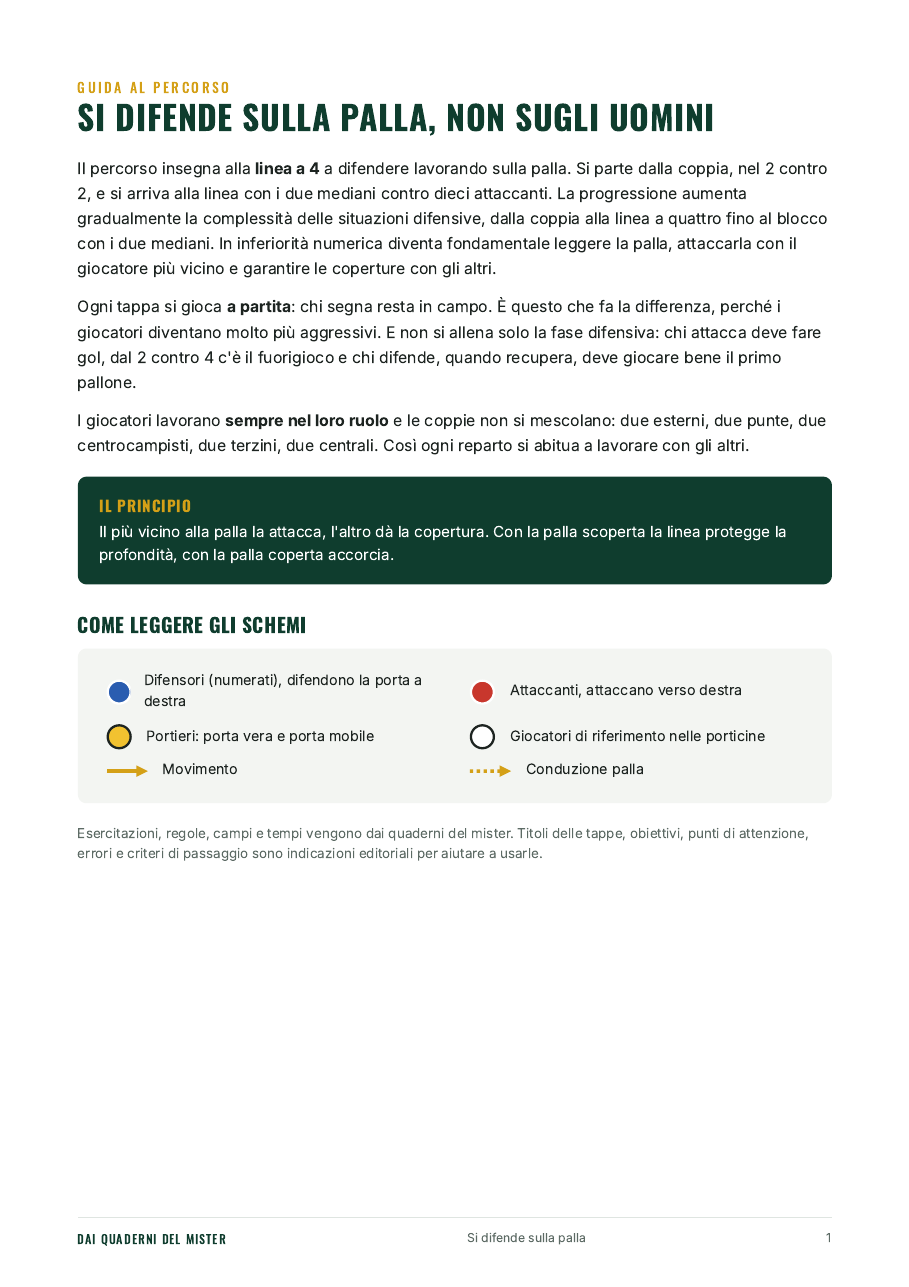 GUIDA AL PERCORSO
SI DIFENDE SULLA PALLA, NON SUGLI UOMINI
Il percorso insegna alla linea a 4 a difendere lavorando sulla palla. Si parte dalla coppia, nel 2 contro
2, e si arriva alla linea con i due mediani contro dieci attaccanti. La progressione aumenta
gradualmente la complessità delle situazioni difensive, dalla coppia alla linea a quattro fino al blocco
con i due mediani. In inferiorità numerica diventa fondamentale leggere la palla, attaccarla con il
giocatore più vicino e garantire le coperture con gli altri.
Ogni tappa si gioca a partita: chi segna resta in campo. È questo che fa la differenza, perché i
giocatori diventano molto più aggressivi. E non si allena solo la fase difensiva: chi attacca deve fare
gol, dal 2 contro 4 c'è il fuorigioco e chi difende, quando recupera, deve giocare bene il primo
pallone.
I giocatori lavorano sempre nel loro ruolo e le coppie non si mescolano: due esterni, due punte, due
centrocampisti, due terzini, due centrali. Così ogni reparto si abitua a lavorare con gli altri.
IL PRINCIPIO
Il più vicino alla palla la attacca, l'altro dà la copertura. Con la palla scoperta la linea protegge la
profondità, con la palla coperta accorcia.
COME LEGGERE GLI SCHEMI
Difensori (numerati), difendono la porta a
destra
Attaccanti, attaccano verso destra
Portieri: porta vera e porta mobile
Giocatori di riferimento nelle porticine
Movimento
Conduzione palla
Esercitazioni, regole, campi e tempi vengono dai quaderni del mister. Titoli delle tappe, obiettivi, punti di attenzione,
errori e criteri di passaggio sono indicazioni editoriali per aiutare a usarle.
DAI QUADERNI DEL MISTER
Si difende sulla palla
1